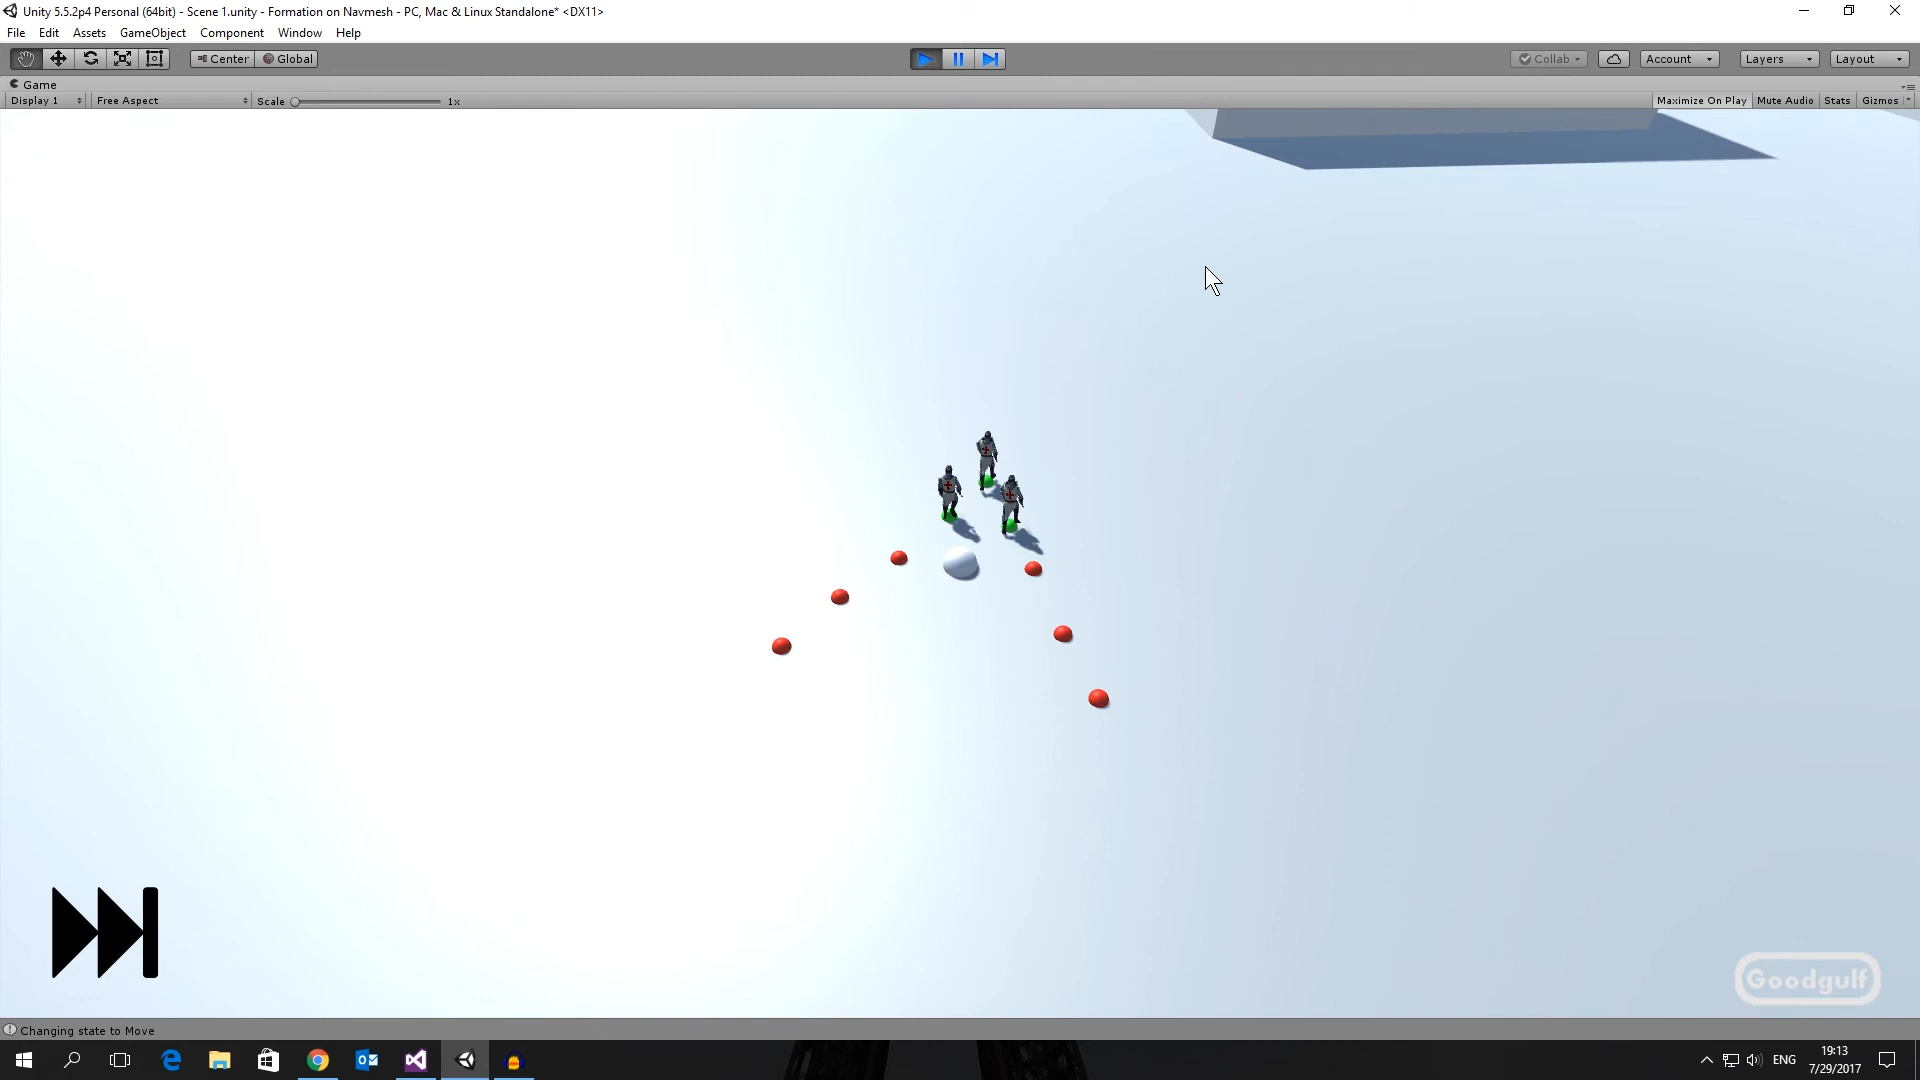 Unity 5.5.2p4 Personal (64bit) - Scene 1.unity - Formation on Navmesh - PC, Mac & Linux Standalone* <DX11>
File Edit Assets GameObject Component Window Help
Center Global Collab Account Layers Layout
Game
Display 1 Free Aspect Scale 1x Maximize On Play Mute Audio Stats Gizmos
Goodgulf
Changing state to Move
ENG
19:13
7/29/2017